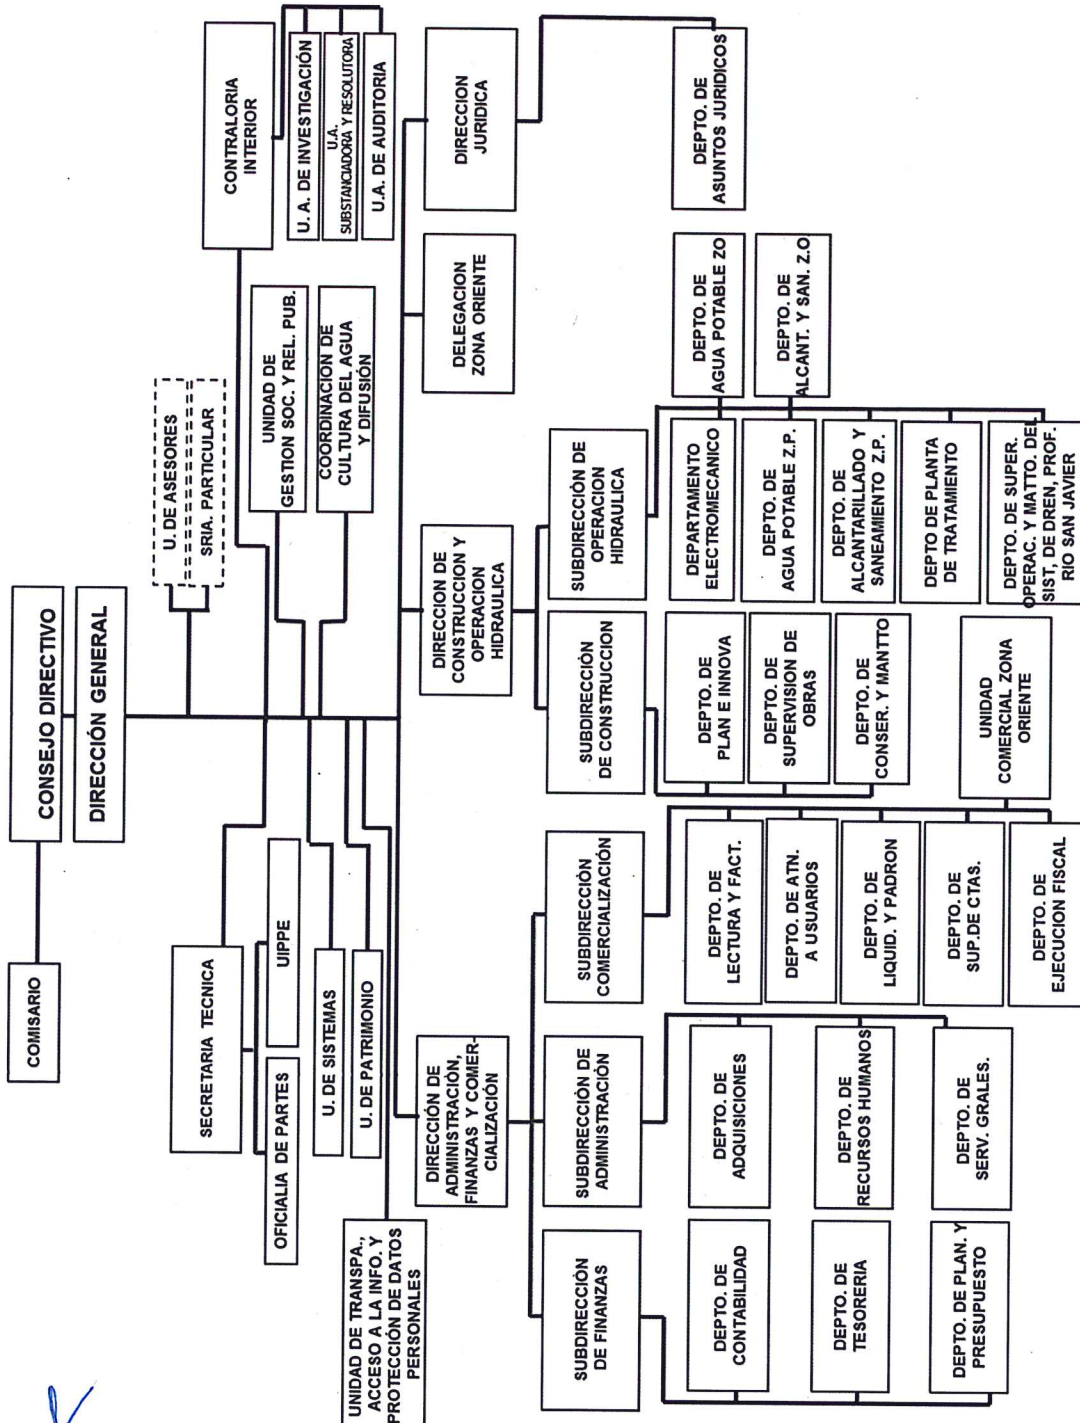 COMISARIO
CONSEJO DIRECTIVO
DIRECCIÓN GENERAL
U. DE ASESORES
SRIA. PARTICULAR
SECRETARIA TECNICA
OFICIALIA DE PARTES
UIPPE
CONTRALORIA
INTERIOR
U. A. DE INVESTIGACIÓN
U.A.
SUBSTANCIADORA Y RESOLUTORA
U.A. DE AUDITORIA
UNIDAD DE
GESTION SOC. Y REL. PUB.
COORDINACION DE
CULTURA DEL AGUA
Y DIFUSIÓN
U. DE SISTEMAS
U. DE PATRIMONIO
UNIDAD DE TRANSPA.,
ACCESO A LA INFO. Y
PROTECCIÓN DE DATOS
PERSONALES
DIRECCIÓN DE
ADMINISTRACIÓN,
FINANZAS Y COMER-
CIALIZACIÓN
DIRECCION DE
CONSTRUCCION Y
OPERACION
HIDRAULICA
DELEGACION
ZONA ORIENTE
DIRECCION
JURIDICA
SUBDIRECCIÓN
DE FINANZAS
SUBDIRECCIÓN DE
ADMINISTRACIÓN
SUBDIRECCIÓN
COMERCIALIZACIÓN
SUBDIRECCIÓN
DE CONSTRUCCION
SUBDIRECCIÓN DE
OPERACION
HIDRAULICA
DEPTO. DE
CONTABILIDAD
DEPTO. DE
TESORERIA
DEPTO. DE PLAN. Y
PRESUPUESTO
DEPTO. DE
ADQUISICIONES
DEPTO. DE
RECURSOS HUMANOS
DEPTO. DE
SERV. GRALES.
DEPTO. DE
LECTURA Y FACT.
DEPTO. DE ATN.
A USUARIOS
DEPTO. DE
LIQUID. Y PADRON
DEPTO. DE
SUP.DE CTAS.
DEPTO. DE
EJECUCION FISCAL
UNIDAD
COMERCIAL ZONA
ORIENTE
DEPTO. DE
PLAN E INNOVA
DEPTO. DE
SUPERVISION DE
OBRAS
DEPTO. DE
CONSER. Y MANTTO
DEPARTAMENTO
ELECTROMECANICO
DEPTO. DE
AGUA POTABLE Z.P.
DEPTO. DE
ALCANTARILLADO Y
SANEAMIENTO Z.P.
DEPTO DE PLANTA
DE TRATAMIENTO
DEPTO. DE SUPER.
OPERAC. Y MATTO. DEL
SIST, DE DREN, PROF.
RIO SAN JAVIER
DEPTO. DE
AGUA POTABLE ZO
DEPTO. DE
ALCANT. Y SAN. Z.O
DEPTO. DE
ASUNTOS JURIDICOS